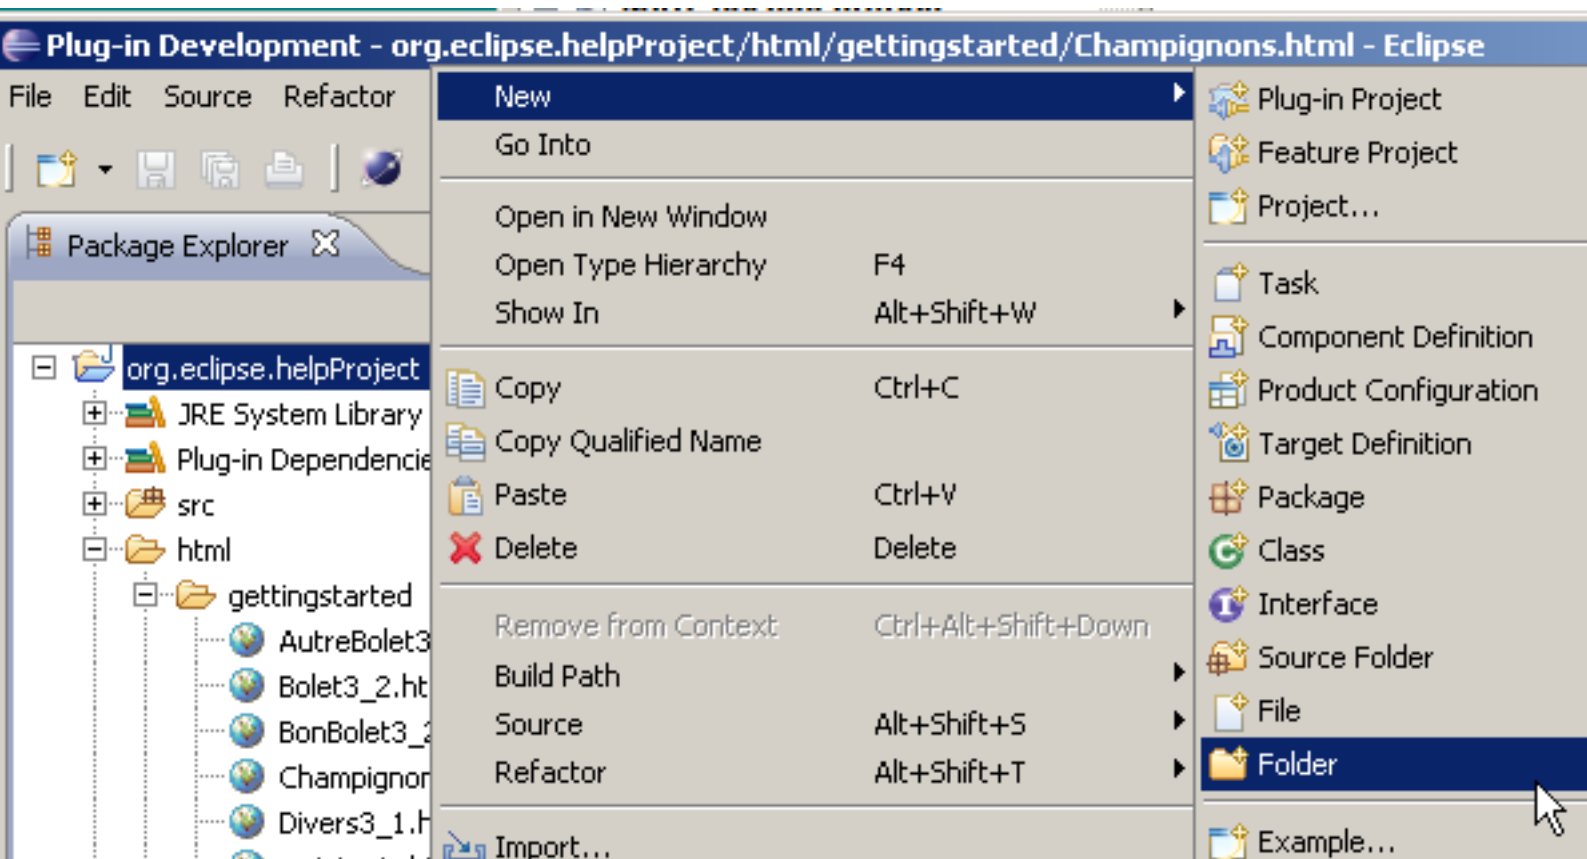 Plug-in Development - org.eclipse.helpProject/html/gettingstarted/Champignons.html - Eclipse
File Edit Source Refactor
Package Explorer
org.eclipse.helpProject
JRE System Library
Plug-in Dependencie
src
html
gettingstarted
AutreBolet3
Bolet3_2.ht
BonBolet3_2
Champignon
Divers3_1.h
New
Go Into
Open in New Window
Open Type Hierarchy F4
Show In Alt+Shift+W
Copy Ctrl+C
Copy Qualified Name
Paste Ctrl+V
Delete Delete
Remove from Context Ctrl+Alt+Shift+Down
Build Path
Source Alt+Shift+S
Refactor Alt+Shift+T
Import...
Plug-in Project
Feature Project
Project...
Task
Component Definition
Product Configuration
Target Definition
Package
Class
Interface
Source Folder
File
Folder
Example...